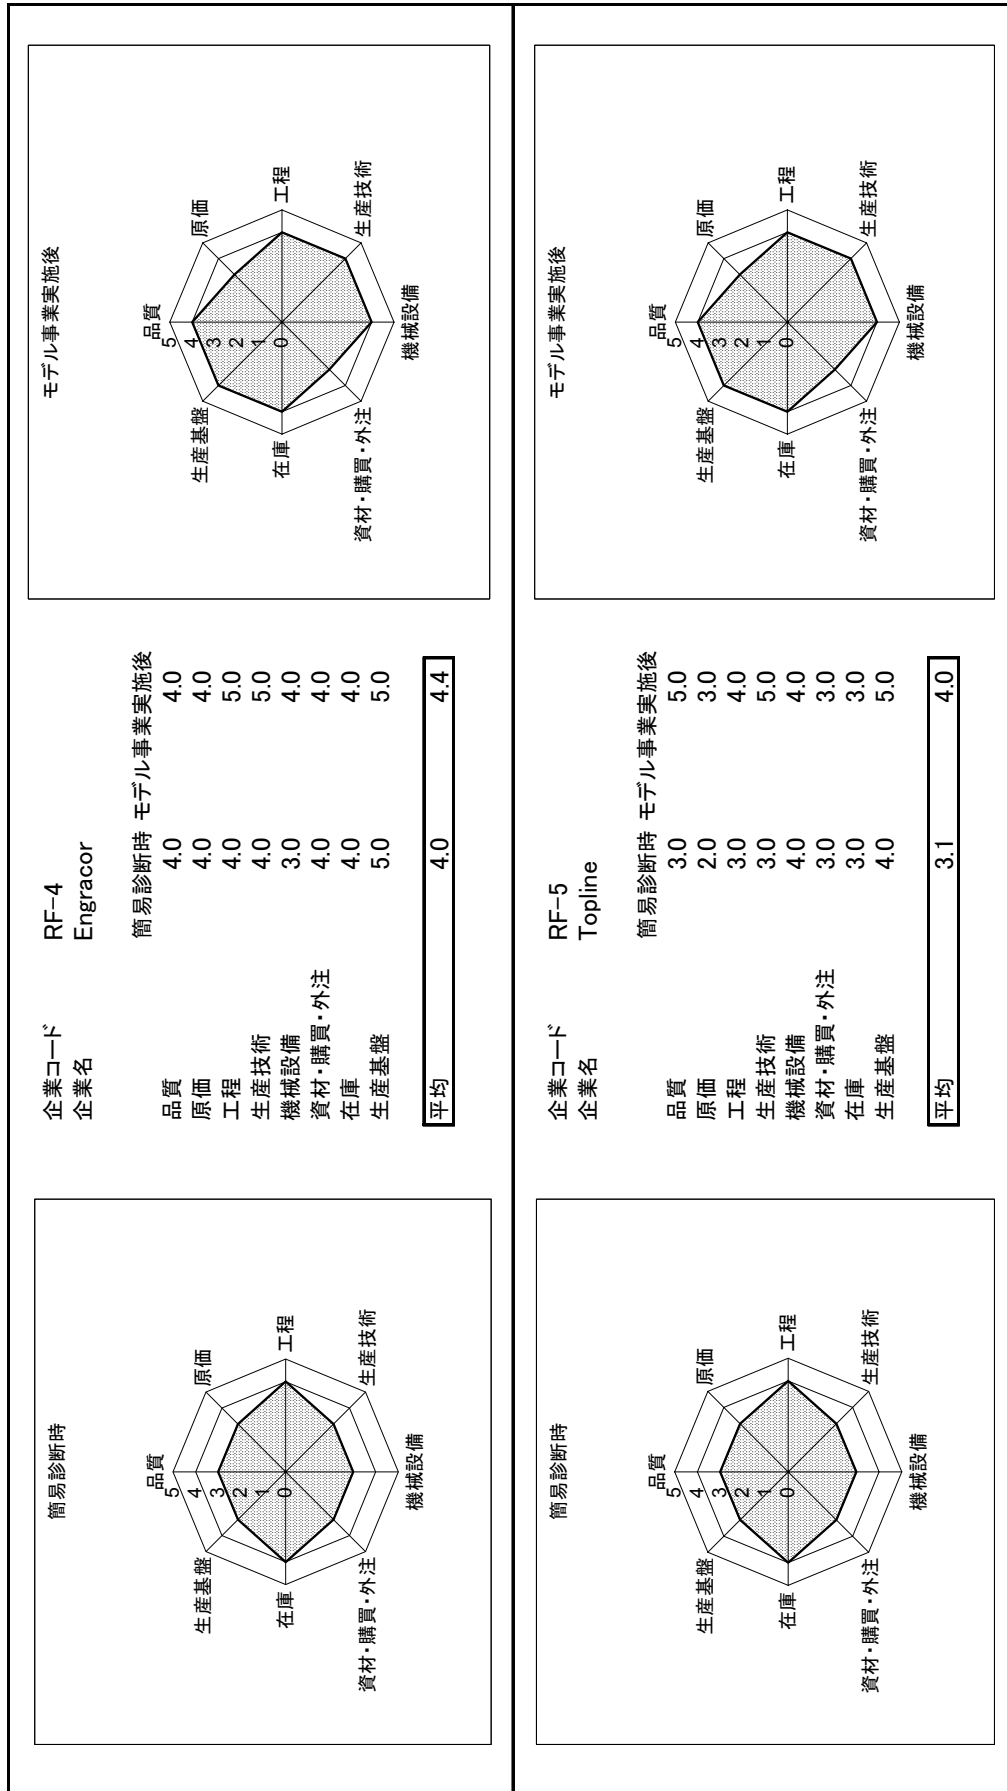 簡易診断時
品質
原価
工程
生産技術
機械設備
資材・購買・外注
在庫
生産基盤
5
4
3
2
1
0
企業コード RF-4
企業名 Engracor
簡易診断時 モデル事業実施後
品質 4.0 4.0
原価 4.0 4.0
工程 4.0 5.0
生産技術 4.0 5.0
機械設備 3.0 4.0
資材・購買・外注 4.0 4.0
在庫 4.0 4.0
生産基盤 5.0 5.0
平均 4.0 4.4
モデル事業実施後
品質
原価
工程
生産技術
機械設備
資材・購買・外注
在庫
生産基盤
5
4
3
2
1
0
簡易診断時
品質
原価
工程
生産技術
機械設備
資材・購買・外注
在庫
生産基盤
5
4
3
2
1
0
企業コード RF-5
企業名 Topline
簡易診断時 モデル事業実施後
品質 3.0 5.0
原価 2.0 3.0
工程 3.0 4.0
生産技術 3.0 5.0
機械設備 4.0 4.0
資材・購買・外注 3.0 3.0
在庫 3.0 3.0
生産基盤 4.0 5.0
平均 3.1 4.0
モデル事業実施後
品質
原価
工程
生産技術
機械設備
資材・購買・外注
在庫
生産基盤
5
4
3
2
1
0